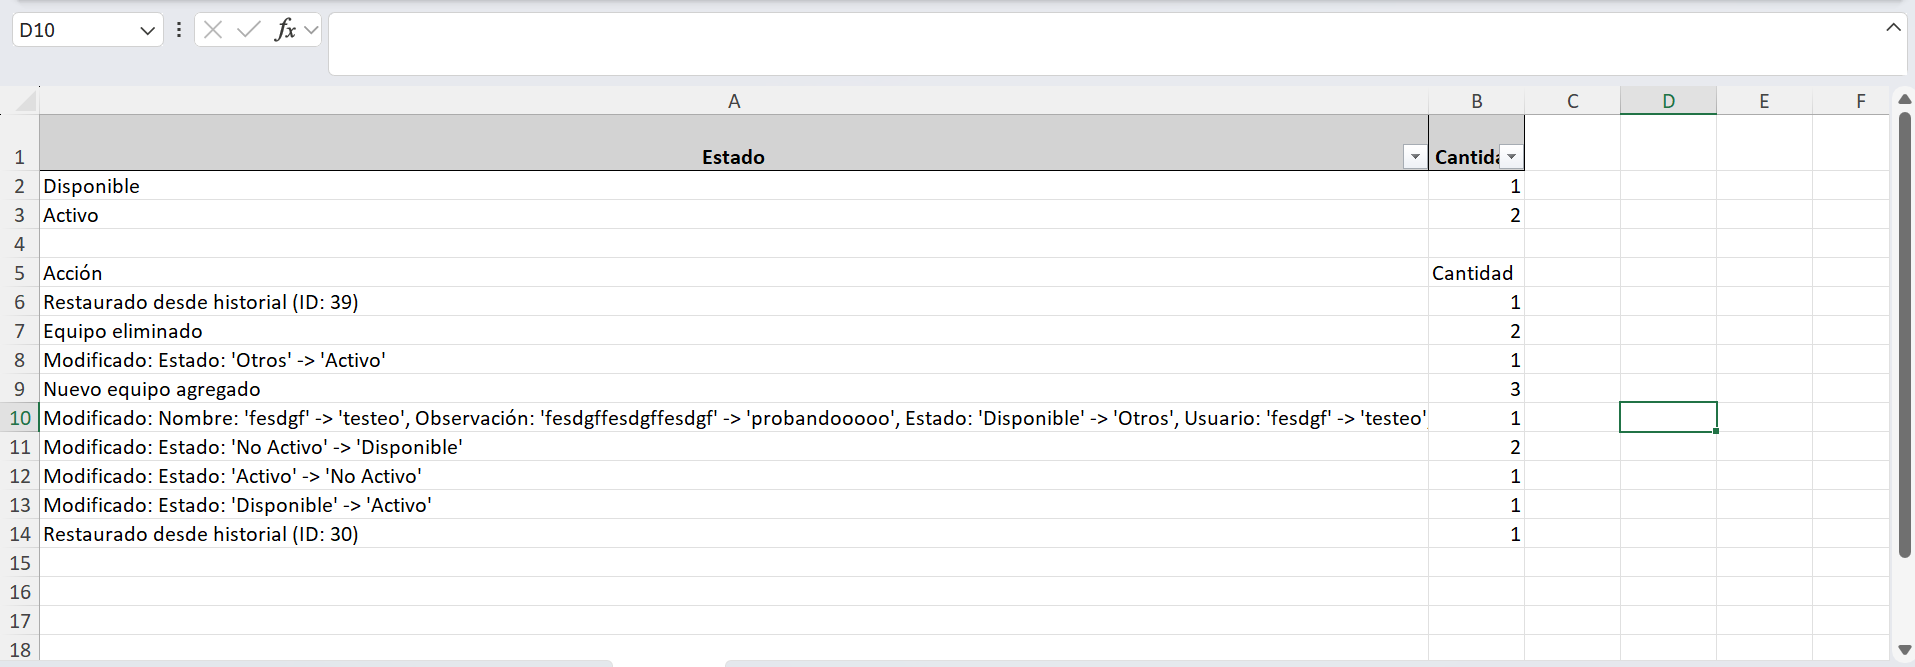 D10 fx
A B C D E F
1 Estado Cantida
2 Disponible 1
3 Activo 2
4
5 Acción Cantidad
6 Restaurado desde historial (ID: 39) 1
7 Equipo eliminado 2
8 Modificado: Estado: 'Otros' -> 'Activo' 1
9 Nuevo equipo agregado 3
10 Modificado: Nombre: 'fesdgf' -> 'testeo', Observación: 'fesdgffesdgffesdgf' -> 'probandooooo', Estado: 'Disponible' -> 'Otros', Usuario: 'fesdgf' -> 'testeo' 1
11 Modificado: Estado: 'No Activo' -> 'Disponible' 2
12 Modificado: Estado: 'Activo' -> 'No Activo' 1
13 Modificado: Estado: 'Disponible' -> 'Activo' 1
14 Restaurado desde historial (ID: 30) 1
15
16
17
18